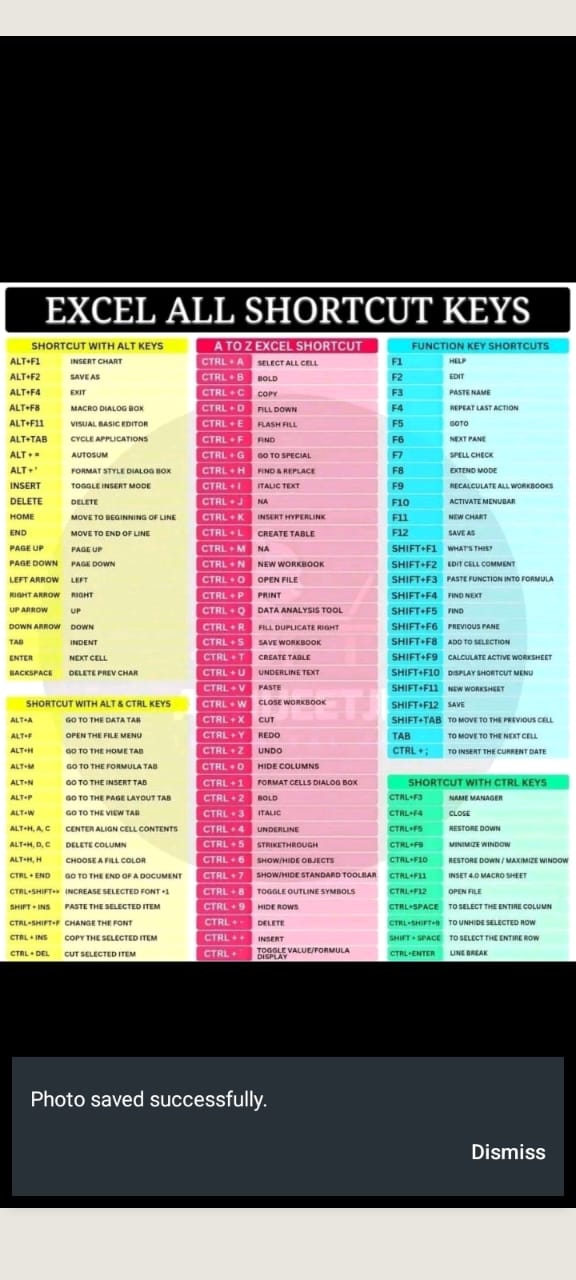 EXCEL ALL SHORTCUT KEYS
SHORTCUT WITH ALT KEYS
ALT+F1 INSERT CHART
ALT+F2 SAVE AS
ALT+F4 EXIT
ALT+F8 MACRO DIALOG BOX
ALT+F11 VISUAL BASIC EDITOR
ALT+TAB CYCLE APPLICATIONS
ALT + = AUTOSUM
ALT + ' FORMAT STYLE DIALOG BOX
INSERT TOGGLE INSERT MODE
DELETE DELETE
HOME MOVE TO BEGINNING OF LINE
END MOVE TO END OF LINE
PAGE UP PAGE UP
PAGE DOWN PAGE DOWN
LEFT ARROW LEFT
RIGHT ARROW RIGHT
UP ARROW UP
DOWN ARROW DOWN
TAB INDENT
ENTER NEXT CELL
BACKSPACE DELETE PREV CHAR
SHORTCUT WITH ALT & CTRL KEYS
ALT+A GO TO THE DATA TAB
ALT+F OPEN THE FILE MENU
ALT+H GO TO THE HOME TAB
ALT+M GO TO THE FORMULA TAB
ALT+N GO TO THE INSERT TAB
ALT+P GO TO THE PAGE LAYOUT TAB
ALT+W GO TO THE VIEW TAB
ALT+H, A, C CENTER ALIGN CELL CONTENTS
ALT+H, D, C DELETE COLUMN
ALT+H, H CHOOSE A FILL COLOR
CTRL + END GO TO THE END OF A DOCUMENT
CTRL+SHIFT+> INCREASE SELECTED FONT +1
SHIFT + INS PASTE THE SELECTED ITEM
CTRL+SHIFT+F CHANGE THE FONT
CTRL + INS COPY THE SELECTED ITEM
CTRL + DEL CUT SELECTED ITEM
A TO Z EXCEL SHORTCUT
CTRL + A SELECT ALL CELL
CTRL + B BOLD
CTRL + C COPY
CTRL + D FILL DOWN
CTRL + E FLASH FILL
CTRL + F FIND
CTRL + G GO TO SPECIAL
CTRL + H FIND & REPLACE
CTRL + I ITALIC TEXT
CTRL + J NA
CTRL + K INSERT HYPERLINK
CTRL + L CREATE TABLE
CTRL + M NA
CTRL + N NEW WORKBOOK
CTRL + O OPEN FILE
CTRL + P PRINT
CTRL + Q DATA ANALYSIS TOOL
CTRL + R FILL DUPLICATE RIGHT
CTRL + S SAVE WORKBOOK
CTRL + T CREATE TABLE
CTRL + U UNDERLINE TEXT
CTRL + V PASTE
CTRL + W CLOSE WORKBOOK
CTRL + X CUT
CTRL + Y REDO
CTRL + Z UNDO
CTRL + 0 HIDE COLUMNS
CTRL + 1 FORMAT CELLS DIALOG BOX
CTRL + 2 BOLD
CTRL + 3 ITALIC
CTRL + 4 UNDERLINE
CTRL + 5 STRIKETHROUGH
CTRL + 6 SHOW/HIDE OBJECTS
CTRL + 7 SHOW/HIDE STANDARD TOOLBAR
CTRL + 8 TOGGLE OUTLINE SYMBOLS
CTRL + 9 HIDE ROWS
CTRL + - DELETE
CTRL + + INSERT
CTRL + TOGGLE VALUE/FORMULA
DISPLAY
FUNCTION KEY SHORTCUTS
F1 HELP
F2 EDIT
F3 PASTE NAME
F4 REPEAT LAST ACTION
F5 GOTO
F6 NEXT PANE
F7 SPELL CHECK
F8 EXTEND MODE
F9 RECALCULATE ALL WORKBOOKS
F10 ACTIVATE MENUBAR
F11 NEW CHART
F12 SAVE AS
SHIFT+F1 WHAT'S THIS?
SHIFT+F2 EDIT CELL COMMENT
SHIFT+F3 PASTE FUNCTION INTO FORMULA
SHIFT+F4 FIND NEXT
SHIFT+F5 FIND
SHIFT+F6 PREVIOUS PANE
SHIFT+F8 ADD TO SELECTION
SHIFT+F9 CALCULATE ACTIVE WORKSHEET
SHIFT+F10 DISPLAY SHORTCUT MENU
SHIFT+F11 NEW WORKSHEET
SHIFT+F12 SAVE
SHIFT+TAB TO MOVE TO THE PREVIOUS CELL
TAB TO MOVE TO THE NEXT CELL
CTRL + ; TO INSERT THE CURRENT DATE
SHORTCUT WITH CTRL KEYS
CTRL+F3 NAME MANAGER
CTRL+F4 CLOSE
CTRL+F5 RESTORE DOWN
CTRL+F9 MINIMIZE WINDOW
CTRL+F10 RESTORE DOWN / MAXIMIZE WINDOW
CTRL+F11 INSET 4.0 MACRO SHEET
CTRL+F12 OPEN FILE
CTRL+SPACE TO SELECT THE ENTIRE COLUMN
CTRL+SHIFT+9 TO UNHIDE SELECTED ROW
SHIFT + SPACE TO SELECT THE ENTIRE ROW
CTRL+ENTER LINE BREAK
Photo saved successfully.
Dismiss